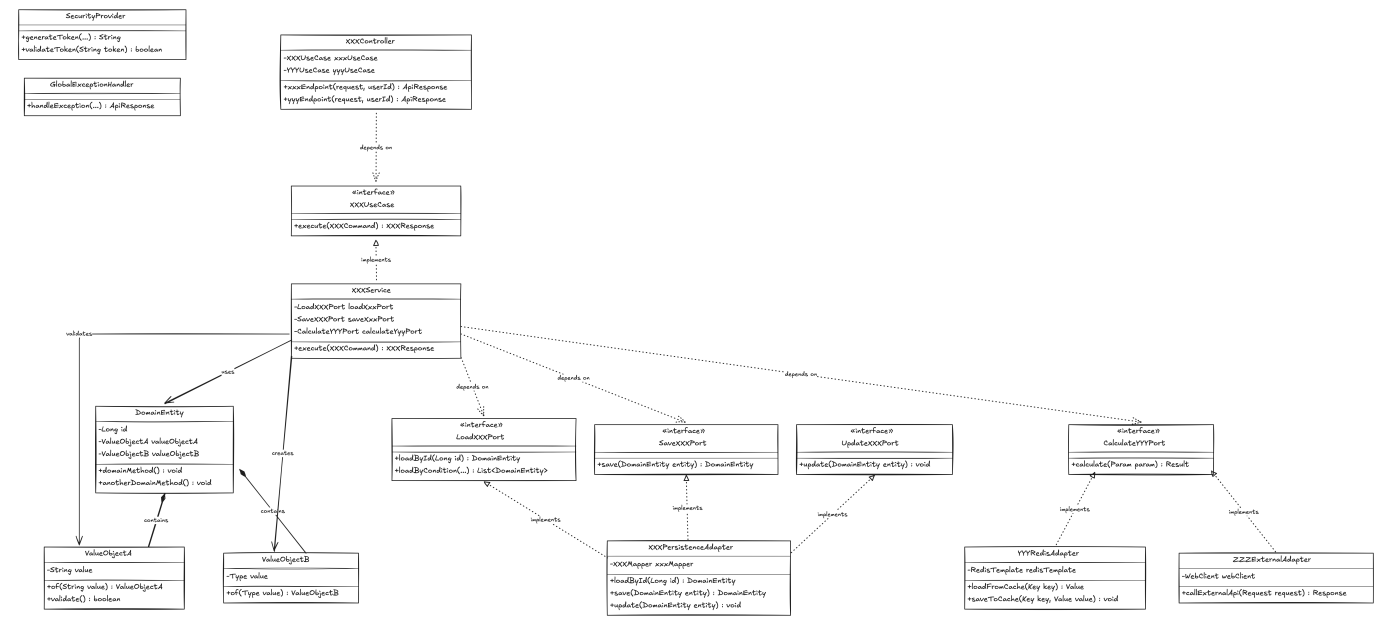 SecurityProvider
+generateToken(...) : String
+validateToken(String token) : boolean
GlobalExceptionHandler
+handleException(...) : ApiResponse
XXXController
-XXXUseCase xxxUseCase
-YYYUseCase yyyUseCase
+xxxEndpoint(request, userId) : ApiResponse
+yyyEndpoint(request, userId) : ApiResponse
depends on
«interface»
XXXUseCase
+execute(XXXCommand) : XXXResponse
implements
XXXService
-LoadXXXPort loadXxxPort
-SaveXXXPort saveXxxPort
-CalculateYYYPort calculateYyyPort
+execute(XXXCommand) : XXXResponse
validates
uses
creates
depends on
depends on
depends on
DomainEntity
-Long id
-ValueObjectA valueObjectA
-ValueObjectB valueObjectB
+domainMethod() : void
+anotherDomainMethod() : void
contains
contains
«interface»
LoadXXXPort
+loadById(Long id) : DomainEntity
+loadByCondition(...) : List<DomainEntity>
«interface»
SaveXXXPort
+save(DomainEntity entity) : DomainEntity
«interface»
UpdateXXXPort
+update(DomainEntity entity) : void
«interface»
CalculateYYYPort
+calculate(Param param) : Result
implements
implements
implements
implements
implements
ValueObjectA
-String value
+of(String value) : ValueObjectA
+validate() : boolean
ValueObjectB
-Type value
+of(Type value) : ValueObjectB
XXXPersistenceAdapter
-XXXMapper xxxMapper
+loadById(Long id) : DomainEntity
+save(DomainEntity entity) : DomainEntity
+update(DomainEntity entity) : void
YYYRedisAdapter
-RedisTemplate redisTemplate
+loadFromCache(Key key) : Value
+saveToCache(Key key, Value value) : void
ZZZExternalAdapter
-WebClient webClient
+callExternalApi(Request request) : Response